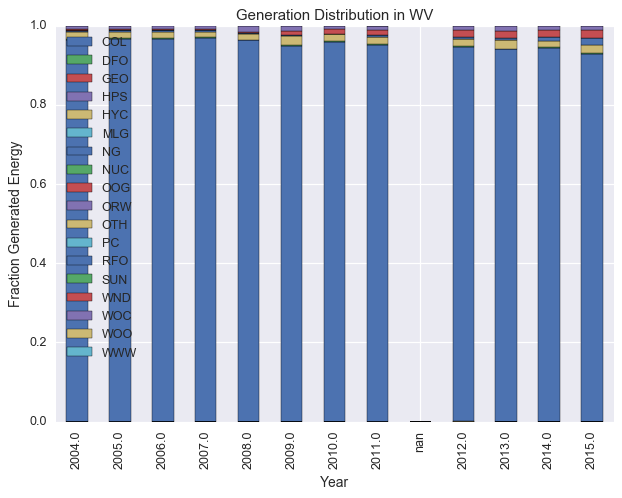 Generation Distribution in WV
1.0
0.8
0.6
0.4
0.2
0.0
Fraction Generated Energy
COL
DFO
GEO
HPS
HYC
MLG
NG
NUC
OOG
ORW
OTH
PC
RFO
SUN
WND
WOC
WOO
WWW
2004.0
2005.0
2006.0
2007.0
2008.0
2009.0
2010.0
2011.0
nan
2012.0
2013.0
2014.0
2015.0
Year